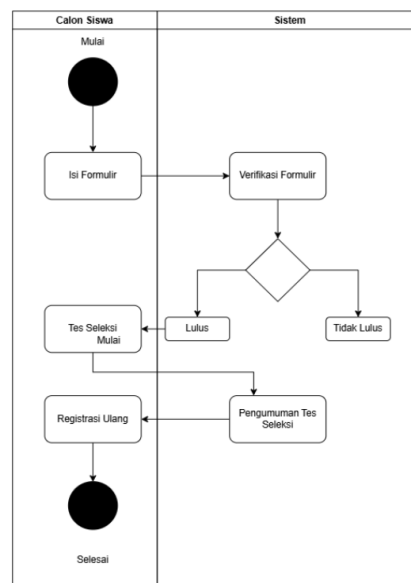 Calon Siswa
Sistem
Mulai
Isi Formulir
Verifikasi Formulir
Lulus
Tidak Lulus
Tes Seleksi
Mulai
Pengumuman Tes
Seleksi
Registrasi Ulang
Selesai